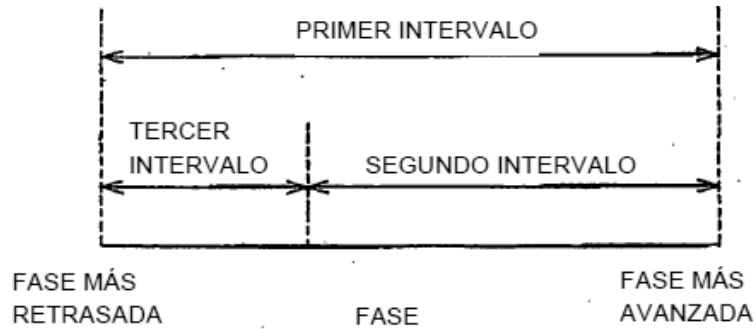 PRIMER INTERVALO
TERCER
INTERVALO
SEGUNDO INTERVALO
FASE MÁS
RETRASADA
FASE
FASE MÁS
AVANZADA